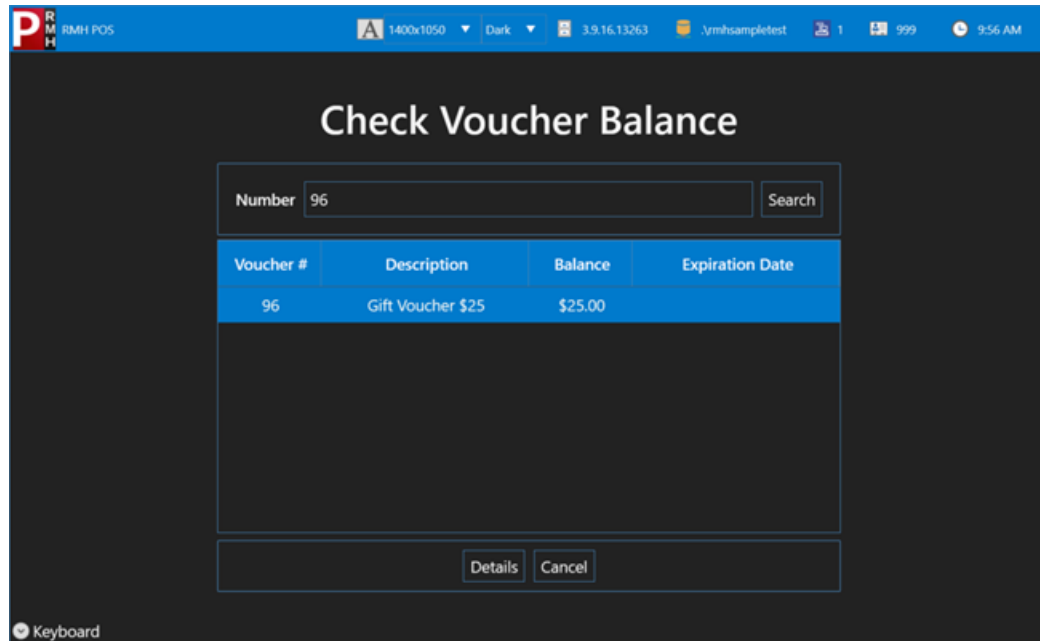 P RMH RMH POS A 1400x1050 Dark 3.9.16.13263 .\rmhsampletest 1 999 9:56 AM
Check Voucher Balance
Number 96 Search
Voucher # Description Balance Expiration Date
96 Gift Voucher $25 $25.00
Details Cancel
Keyboard